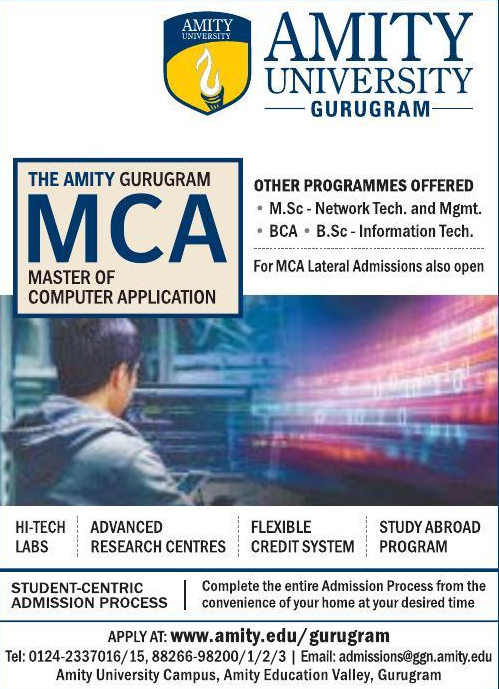 AMITY
UNIVERSITY
AMITY
UNIVERSITY
GURUGRAM
THE AMITY GURUGRAM
MCA
MASTER OF
COMPUTER APPLICATION
OTHER PROGRAMMES OFFERED
• M.Sc - Network Tech. and Mgmt.
• BCA • B.Sc - Information Tech.
For MCA Lateral Admissions also open
HI-TECH
LABS
ADVANCED
RESEARCH CENTRES
FLEXIBLE
CREDIT SYSTEM
STUDY ABROAD
PROGRAM
STUDENT-CENTRIC
ADMISSION PROCESS
Complete the entire Admission Process from the
convenience of your home at your desired time
APPLY AT: www.amity.edu/gurugram
Tel: 0124-2337016/15, 88266-98200/1/2/3 | Email: admissions@ggn.amity.edu
Amity University Campus, Amity Education Valley, Gurugram